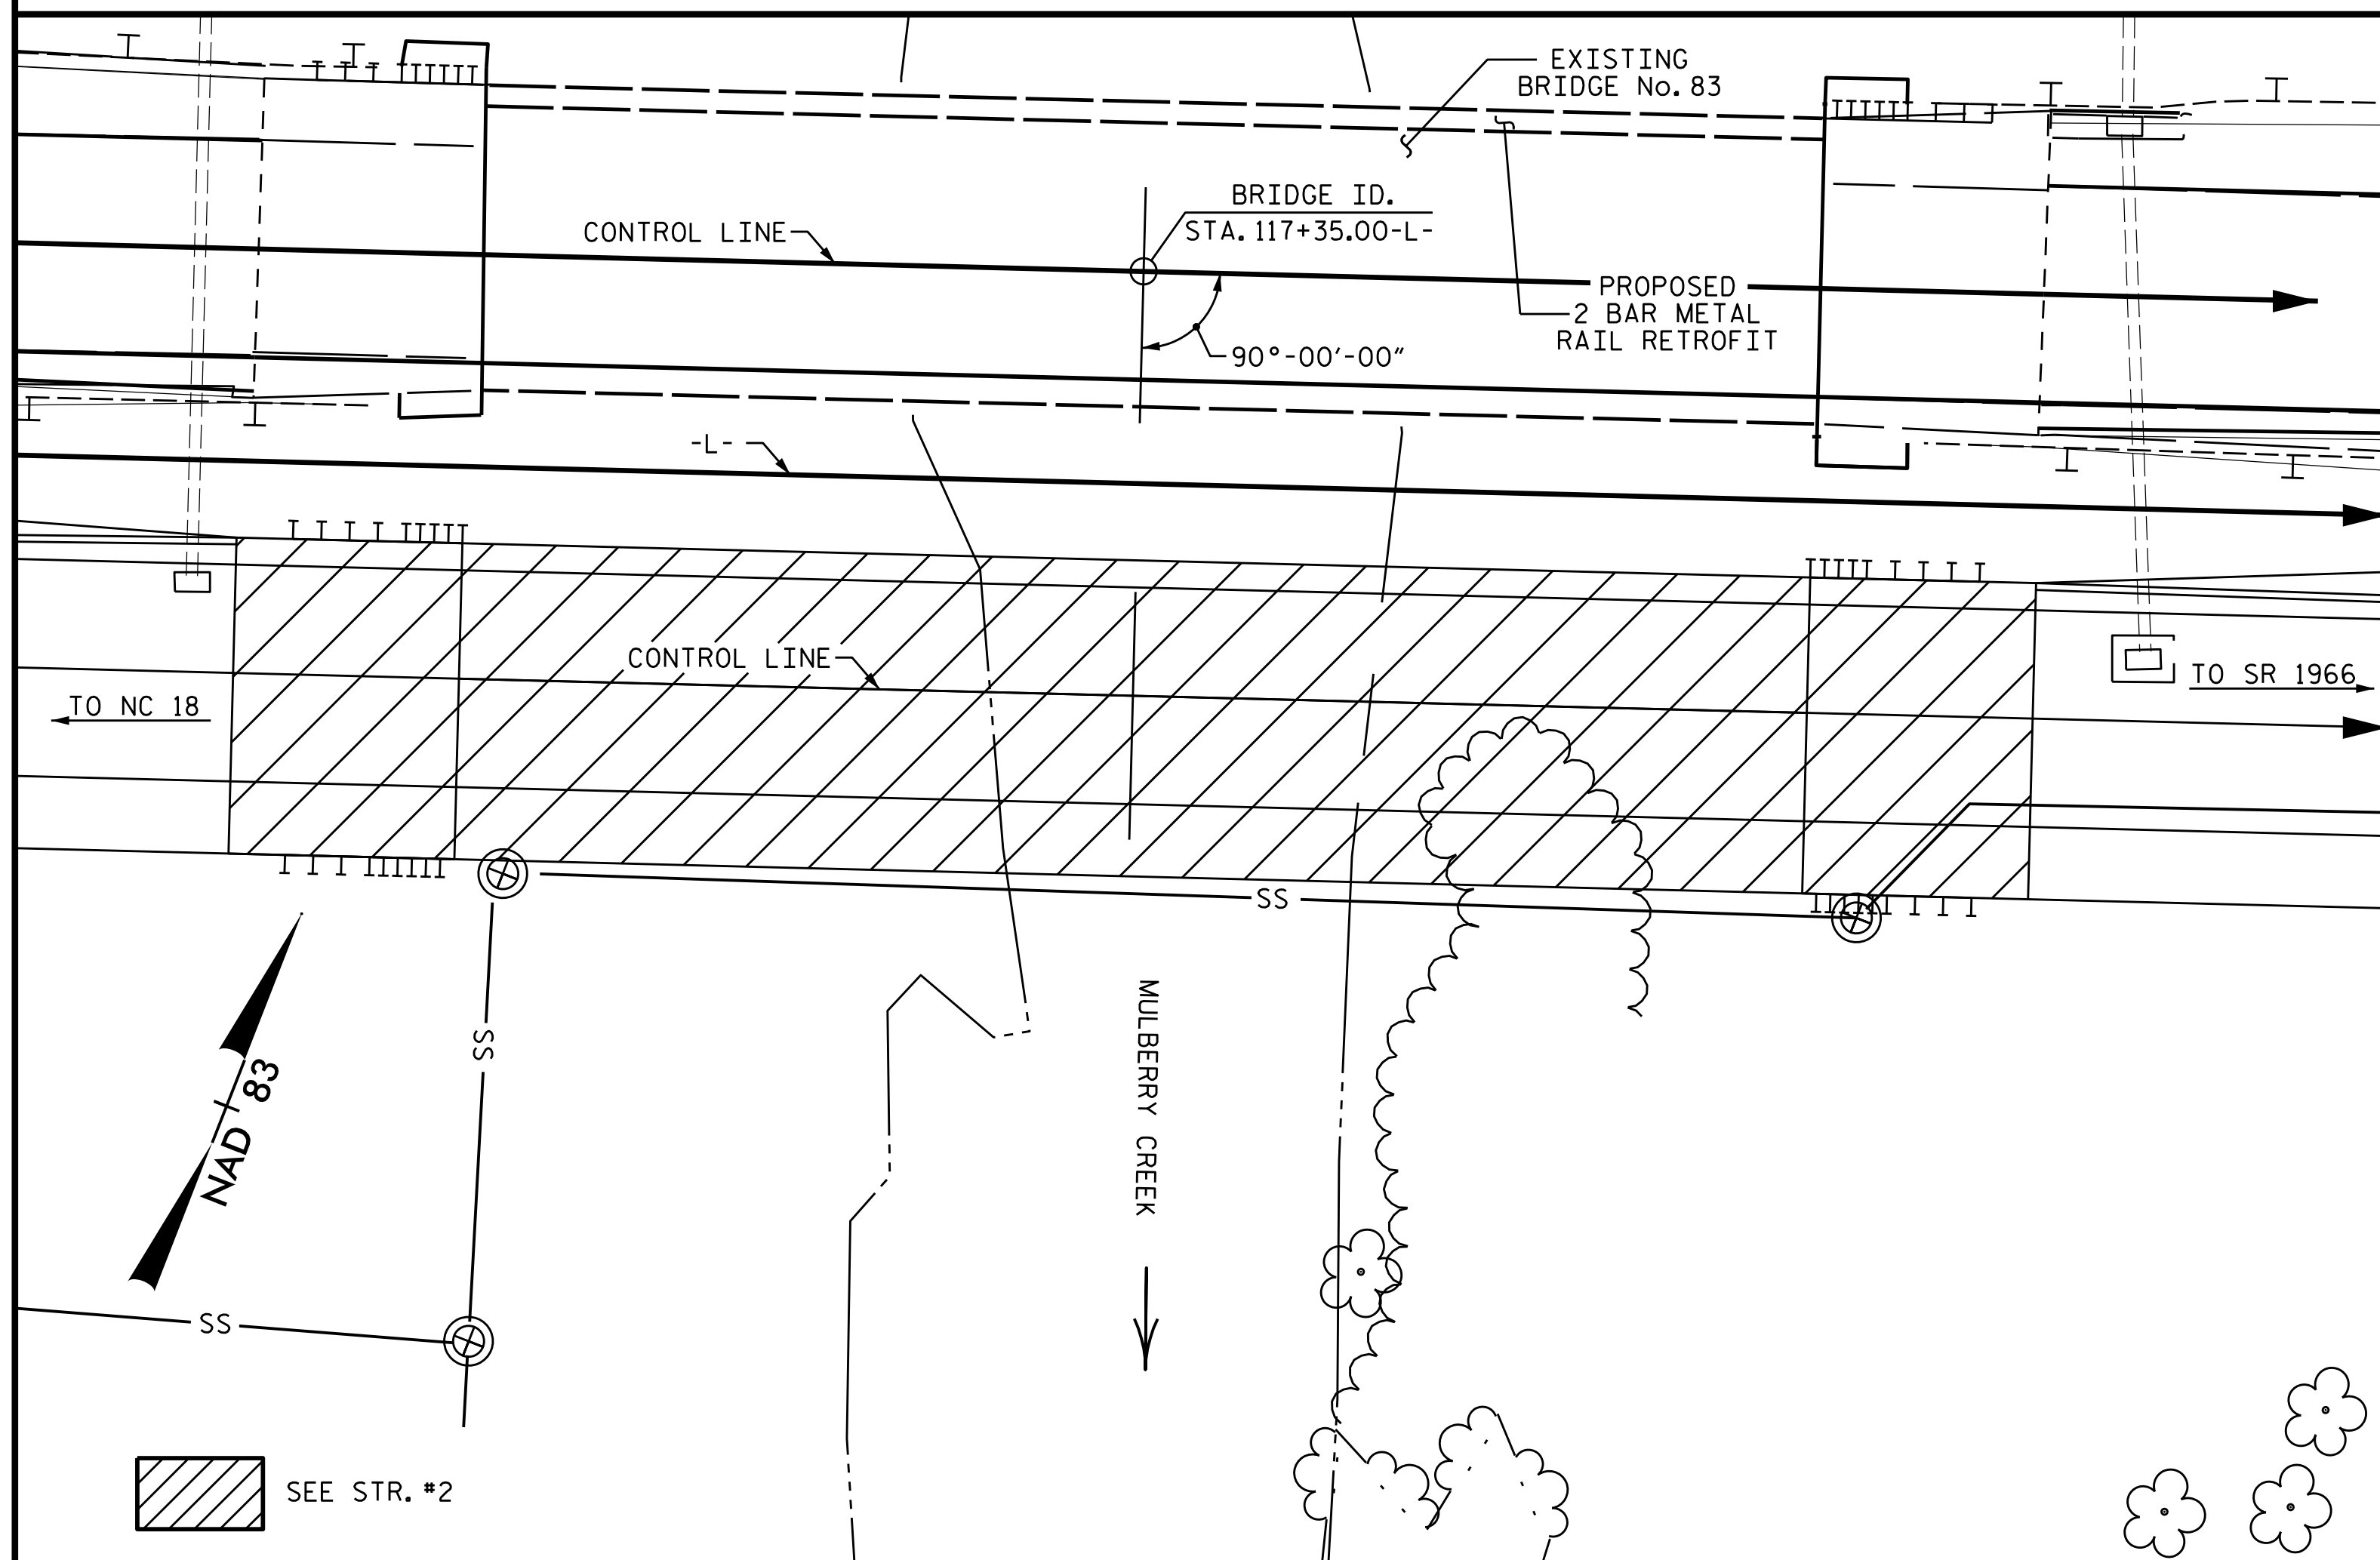 EXISTING
BRIDGE No. 83
BRIDGE ID.
STA. 117+35.00-L-
CONTROL LINE
PROPOSED
2 BAR METAL
RAIL RETROFIT
90°-00'-00"
-L-
CONTROL LINE
TO NC 18
TO SR 1966
SS
MULBERRY CREEK
SS
NAD 83
SS
SEE STR. #2